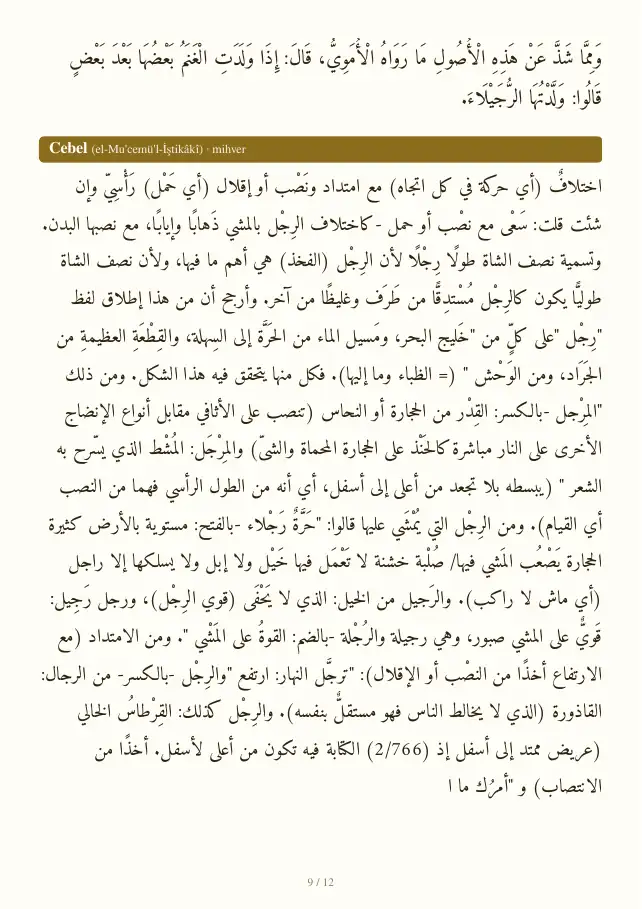 وَمِمَّا شَذَّ عَنْ هَذِهِ الْأُصُولِ مَا رَوَاهُ الْأُمَوِيُّ، قَالَ: إِذَا وَلَدَتِ الْغَنَمُ بَعْضُهَا بَعْدَ بَعْضٍ
قَالُوا: وَلَّدْتُهَا الرُّجَيْلَاءَ.
Cebel (el-Mu'cemü'l-İştikâkî) · mihver
اختلافٌ (أي حركة في كل اتجاه) مع امتداد ونَصْب أو إقلال (أي حَمْل) رَأْسِيّ وإن
شئت قلت: سَعْى مع نصْب أو حمل -كاختلاف الرِجْل بالمشي ذَهابًا وإيابًا، مع نصبها البدن.
وتسمية نصف الشاة طولًا رِجْلًا لأن الرِجْل (الفخذ) هي أهم ما فيها، ولأن نصف الشاة
طوليًّا يكون كالرِجْل مُسْتدِقًّا من طَرَف وغليظًا من آخر. وأرجح أن من هذا إطلاق لفظ
"رِجْل "على كلٍّ من "خَليج البحر، ومَسيل الماء من الحَرَّة إلى السِهلة، والقِطْعَةِ العظيمةِ من
الجَرَاد، ومن الوَحْش " (= الظباء وما إليها). فكل منها يتحقق فيه هذا الشكل. ومن ذلك
"المِرْجل -بالكسر: القِدْر من الحجارة أو النحاس (تنصب على الأثافي مقابل أنواع الإنضاج
الأخرى على النار مباشرة كالحَنْذ على الحجارة المحماة والشىّ) والمِرْجَل: المُشْط الذي يسّرح به
الشعر " (يبسطه بلا تجعد من أعلى إلى أسفل، أي أنه من الطول الرأسي فهما من النصب
أي القيام). ومن الرِجْل التي يُمْشَي عليها قالوا: "حَرَّةٌ رَجْلاء -بالفتح: مستوية بالأرض كثيرة
الحجارة يَصْعُب المَشي فيها/ صُلْبة خشنة لا تَعْمَل فيها خَيْل ولا إبل ولا يسلكها إلا راجل
(أي ماش لا راكب). والرَجيل من الخيل: الذي لا يَحْفَى (قوي الرِجْل)، ورجل رَجِيل:
قَويٌّ على المشي صبور، وهي رجيلة والرُجْلة -بالضم: القوةُ على المَشْي ". ومن الامتداد (مع
الارتفاع أخذًا من النصْب أو الإقلال): "ترجَّل النهار: ارتفع "والرِجْل -بالكسر- من الرجال:
القاذورة (الذي لا يخالط الناس فهو مستقلٌّ بنفسه). والرِجْل كذلك: القِرْطاسُ الخالي
(عريض ممتد إلى أسفل إذ (2/766) الكتابة فيه تكون من أعلى لأسفل. أخذًا من
الانتصاب) و "أمرُك ما ا
9 / 12